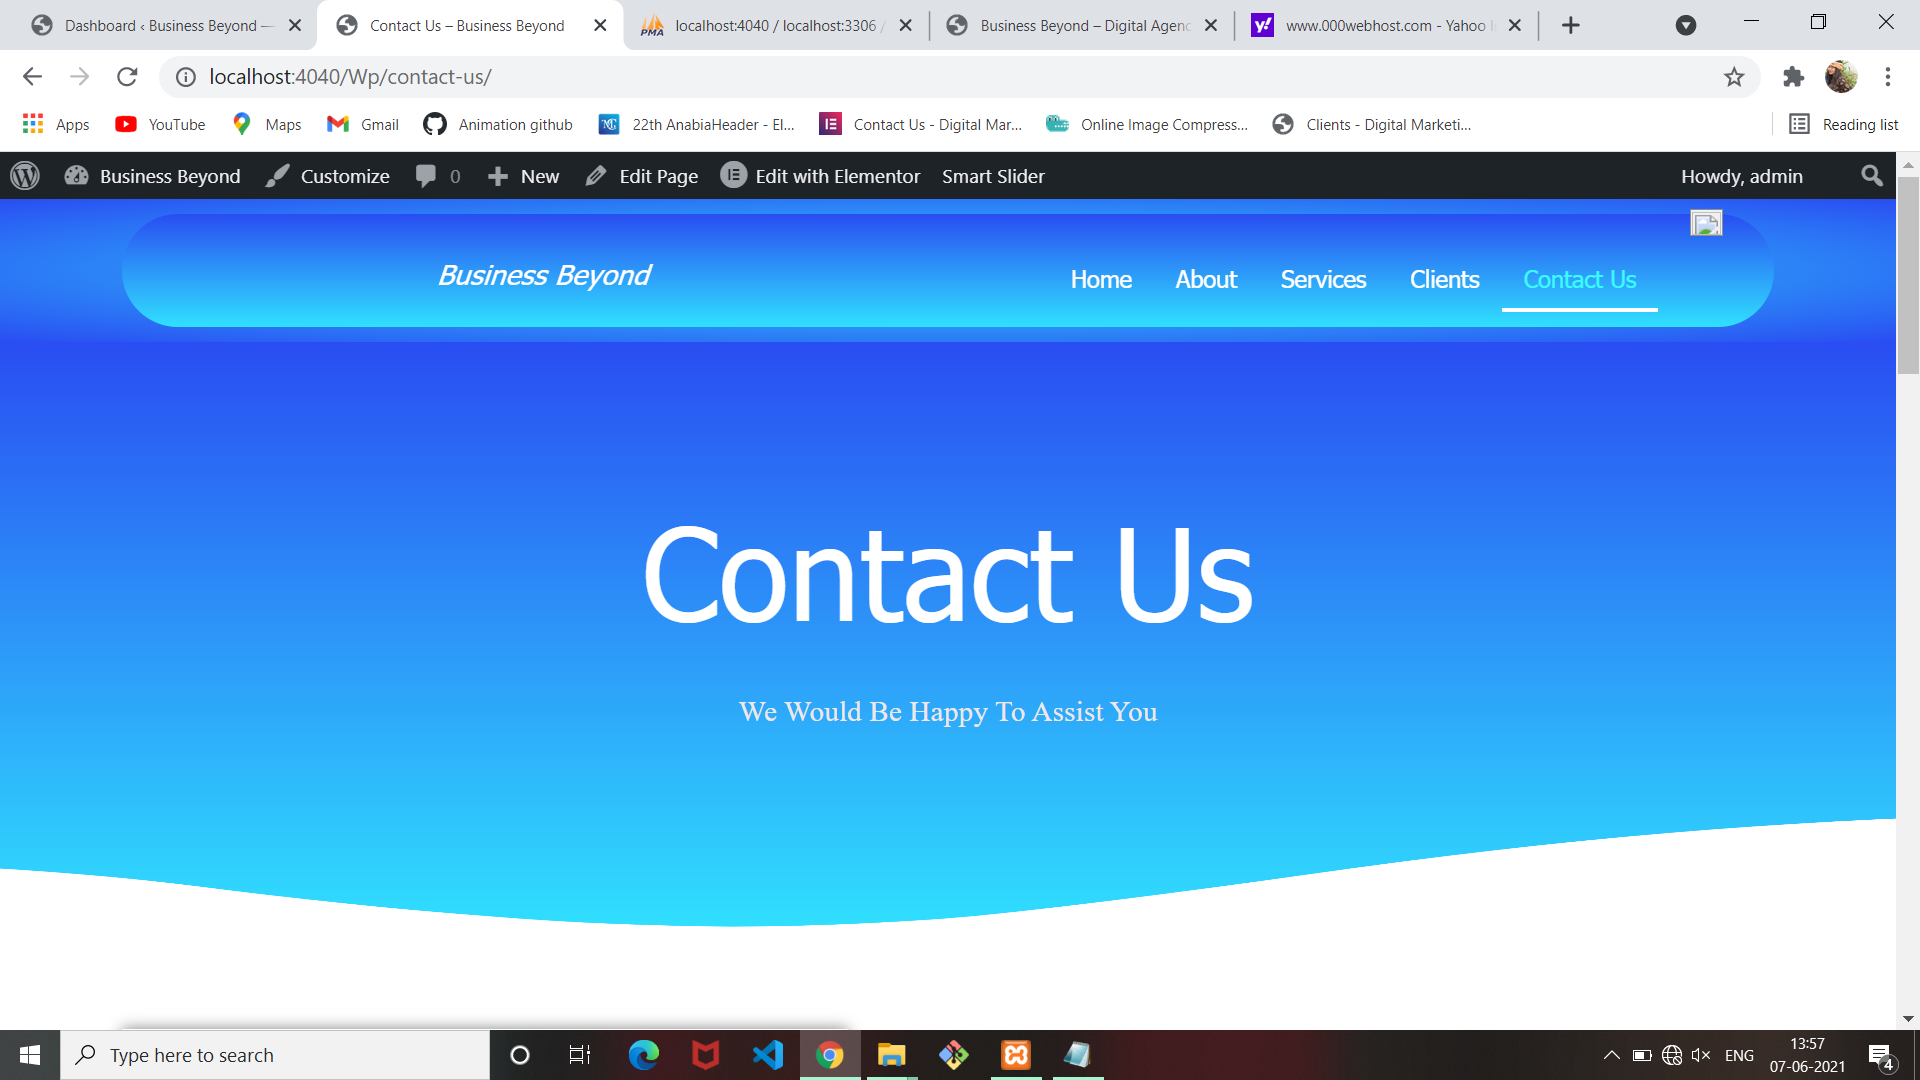 Dashboard ‹ Business Beyond —
Contact Us – Business Beyond
PMA
localhost:4040 / localhost:3306 /
Business Beyond – Digital Agenc
y!
www.000webhost.com - Yahoo I
localhost:4040/Wp/contact-us/
Apps
YouTube
Maps
Gmail
Animation github
22th AnabiaHeader - El...
Contact Us - Digital Mar...
Online Image Compress...
Clients - Digital Marketi...
Reading list
Business Beyond
Customize
0
New
Edit Page
Edit with Elementor
Smart Slider
Howdy, admin
Business Beyond
Home
About
Services
Clients
Contact Us
Contact Us
We Would Be Happy To Assist You
Type here to search
ENG
13:57
07-06-2021
4